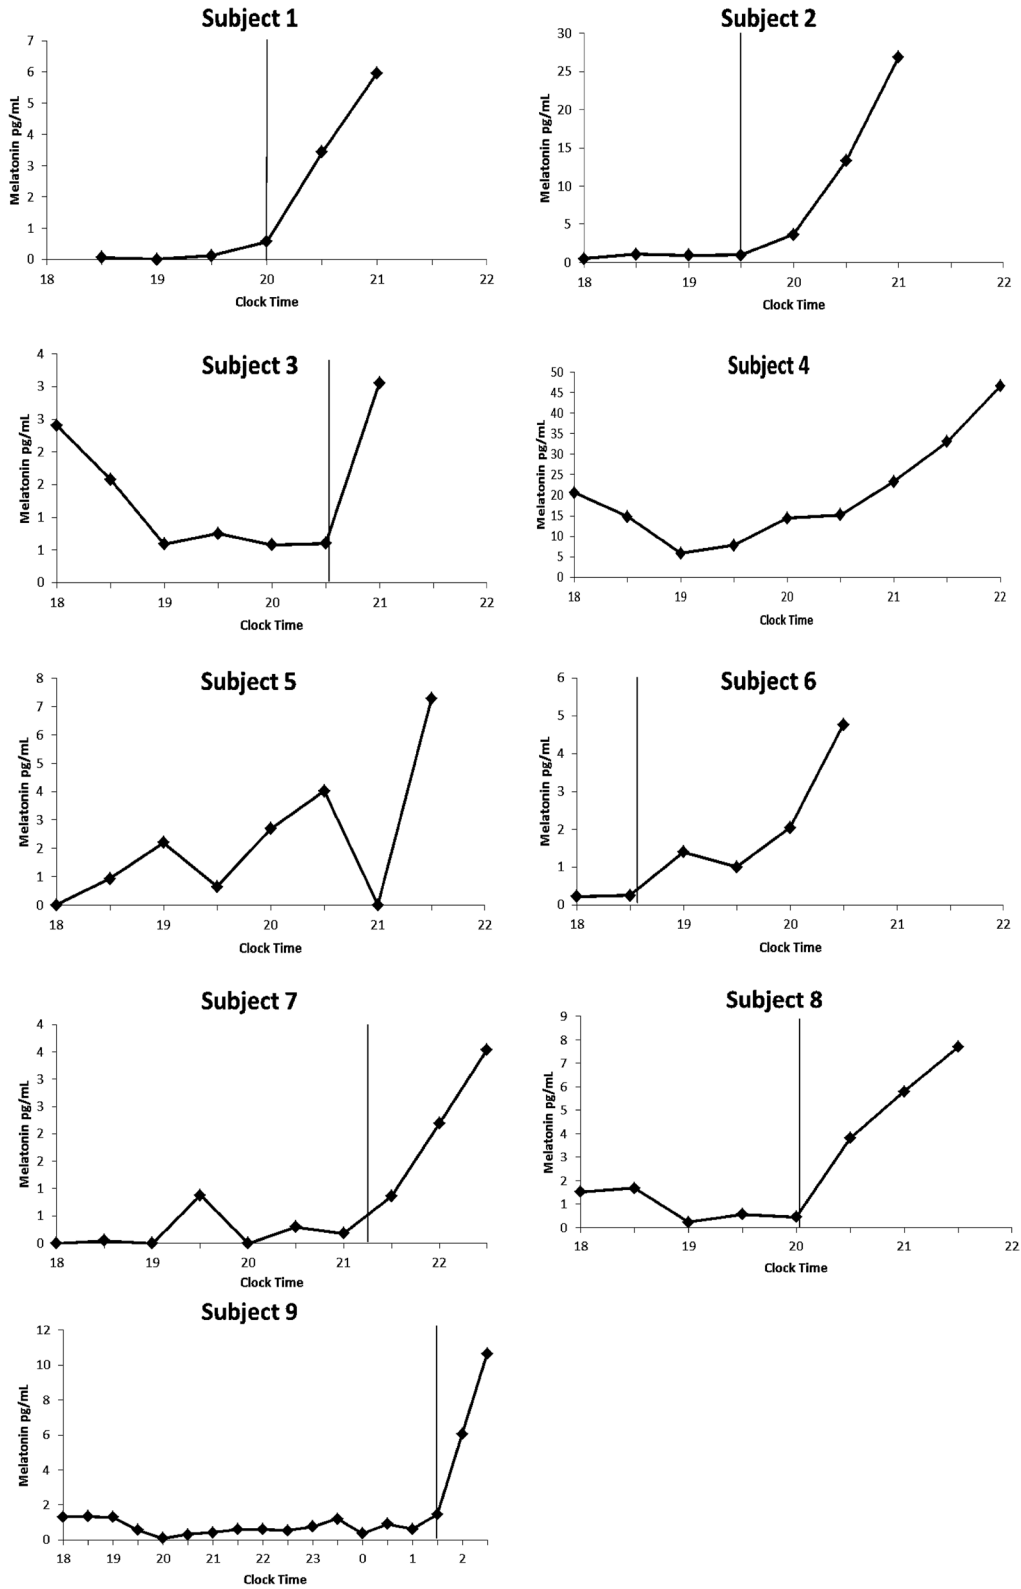 Subject 1
Melatonin pg/mL
7
6
5
4
3
2
1
0
18 19 20 21 22
Clock Time
Subject 2
Melatonin pg/mL
30
25
20
15
10
5
0
18 19 20 21 22
Clock Time
Subject 3
Melatonin pg/mL
4
3
3
2
2
1
1
0
18 19 20 21 22
Clock Time
Subject 4
Melatonin pg/mL
50
45
40
35
30
25
20
15
10
5
0
18 19 20 21 22
Clock Time
Subject 5
Melatonin pg/mL
8
7
6
5
4
3
2
1
0
18 19 20 21 22
Clock Time
Subject 6
Melatonin pg/mL
6
5
4
3
2
1
0
18 19 20 21 22
Clock Time
Subject 7
Melatonin pg/mL
4
4
3
3
2
2
1
1
0
18 19 20 21 22
Clock Time
Subject 8
Melatonin pg/mL
9
8
7
6
5
4
3
2
1
0
18 19 20 21 22
Clock Time
Subject 9
Melatonin pg/mL
12
10
8
6
4
2
0
18 19 20 21 22 23 0 1 2
Clock Time